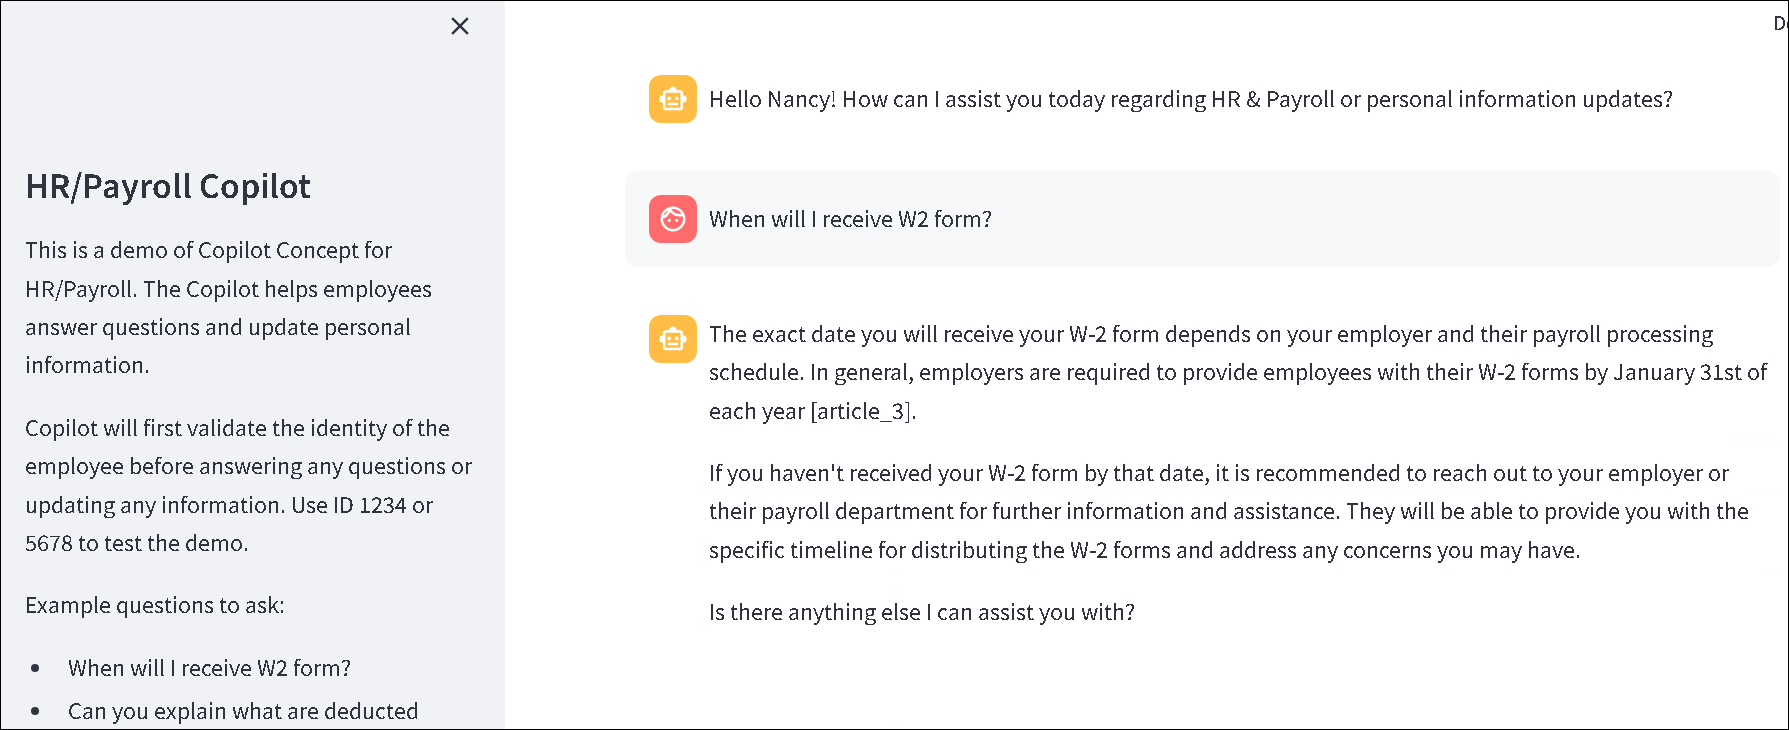 HR/Payroll Copilot
This is a demo of Copilot Concept for
HR/Payroll. The Copilot helps employees
answer questions and update personal
information.
Copilot will first validate the identity of the
employee before answering any questions or
updating any information. Use ID 1234 or
5678 to test the demo.
Example questions to ask:
• When will I receive W2 form?
• Can you explain what are deducted
Hello Nancy! How can I assist you today regarding HR & Payroll or personal information updates?
When will I receive W2 form?
The exact date you will receive your W-2 form depends on your employer and their payroll processing
schedule. In general, employers are required to provide employees with their W-2 forms by January 31st of
each year [article_3].
If you haven't received your W-2 form by that date, it is recommended to reach out to your employer or
their payroll department for further information and assistance. They will be able to provide you with the
specific timeline for distributing the W-2 forms and address any concerns you may have.
Is there anything else I can assist you with?